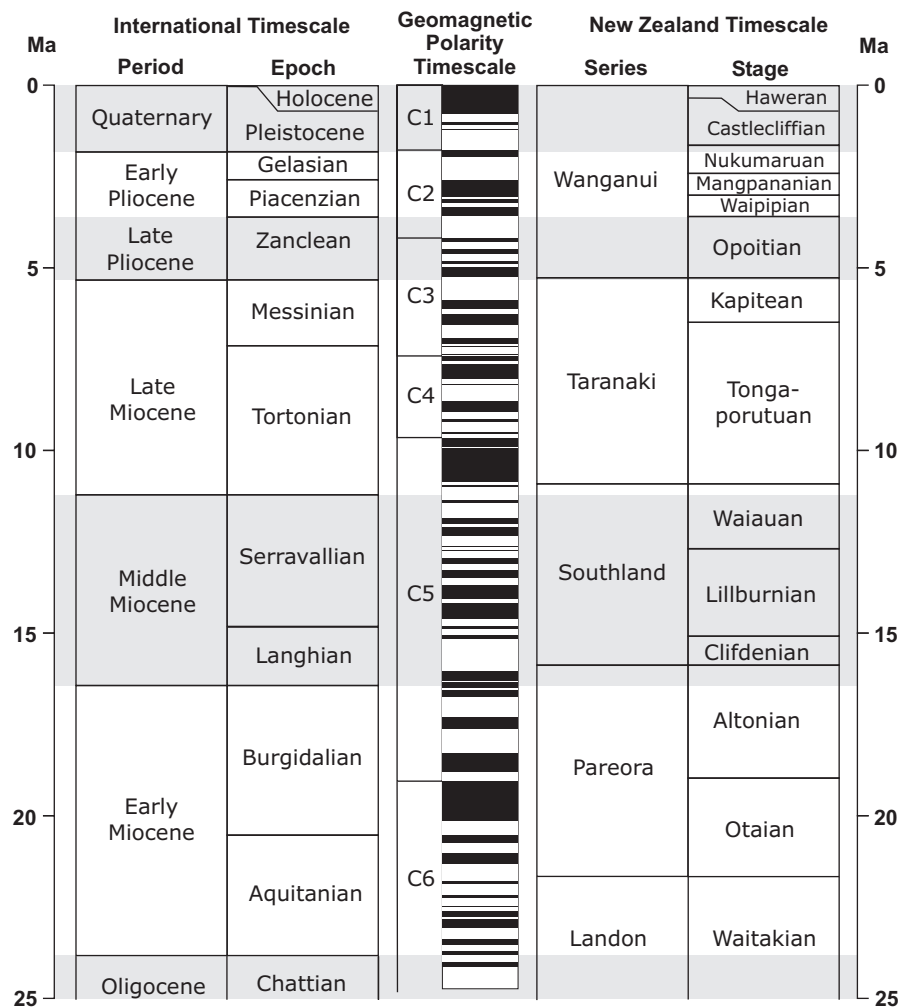 International Timescale
Geomagnetic
Polarity
Timescale
New Zealand Timescale
Ma
Period
Epoch
Series
Stage
Ma
0
5
10
15
20
25
Quaternary
Early
Pliocene
Late
Pliocene
Late
Miocene
Middle
Miocene
Early
Miocene
Oligocene
Holocene
Pleistocene
Gelasian
Piacenzian
Zanclean
Messinian
Tortonian
Serravallian
Langhian
Burgidalian
Aquitanian
Chattian
C1
C2
C3
C4
C5
C6
Wanganui
Taranaki
Southland
Pareora
Landon
Haweran
Castlecliffian
Nukumaruan
Mangpananian
Waipipian
Opoitian
Kapitean
Tonga-
porutuan
Waiauan
Lillburnian
Clifdenian
Altonian
Otaian
Waitakian
0
5
10
15
20
25